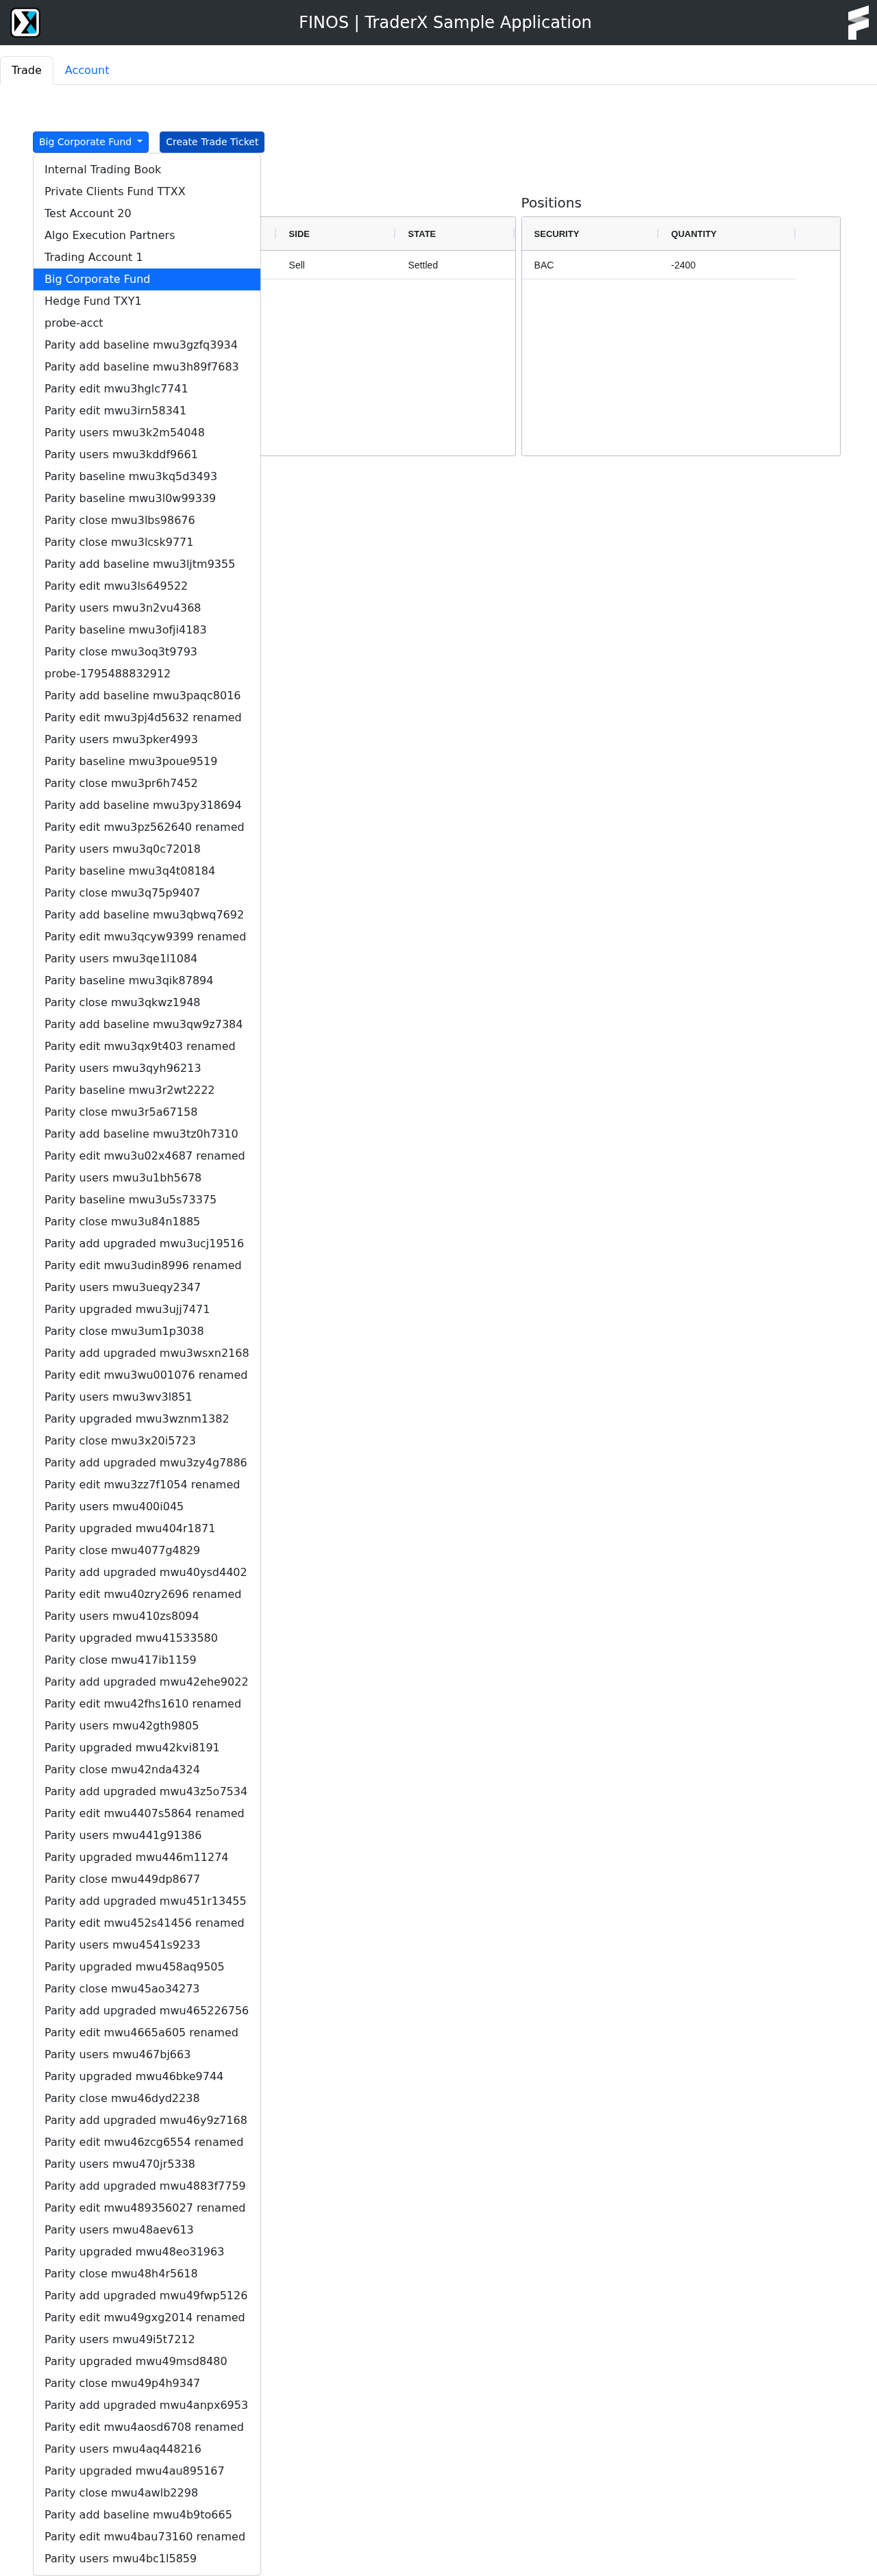 FINOS | TraderX Sample Application
Trade
Account
Big Corporate Fund
Create Trade Ticket
Internal Trading Book
Private Clients Fund TTXX
Test Account 20
Algo Execution Partners
Trading Account 1
Big Corporate Fund
Hedge Fund TXY1
probe-acct
Parity add baseline mwu3gzfq3934
Parity add baseline mwu3h89f7683
Parity edit mwu3hglc7741
Parity edit mwu3irn58341
Parity users mwu3k2m54048
Parity users mwu3kddf9661
Parity baseline mwu3kq5d3493
Parity baseline mwu3l0w99339
Parity close mwu3lbs98676
Parity close mwu3lcsk9771
Parity add baseline mwu3ljtm9355
Parity edit mwu3ls649522
Parity users mwu3n2vu4368
Parity baseline mwu3ofji4183
Parity close mwu3oq3t9793
probe-1795488832912
Parity add baseline mwu3paqc8016
Parity edit mwu3pj4d5632 renamed
Parity users mwu3pker4993
Parity baseline mwu3poue9519
Parity close mwu3pr6h7452
Parity add baseline mwu3py318694
Parity edit mwu3pz562640 renamed
Parity users mwu3q0c72018
Parity baseline mwu3q4t08184
Parity close mwu3q75p9407
Parity add baseline mwu3qbwq7692
Parity edit mwu3qcyw9399 renamed
Parity users mwu3qe1l1084
Parity baseline mwu3qik87894
Parity close mwu3qkwz1948
Parity add baseline mwu3qw9z7384
Parity edit mwu3qx9t403 renamed
Parity users mwu3qyh96213
Parity baseline mwu3r2wt2222
Parity close mwu3r5a67158
Parity add baseline mwu3tz0h7310
Parity edit mwu3u02x4687 renamed
Parity users mwu3u1bh5678
Parity baseline mwu3u5s73375
Parity close mwu3u84n1885
Parity add upgraded mwu3ucj19516
Parity edit mwu3udin8996 renamed
Parity users mwu3ueqy2347
Parity upgraded mwu3ujj7471
Parity close mwu3um1p3038
Parity add upgraded mwu3wsxn2168
Parity edit mwu3wu001076 renamed
Parity users mwu3wv3l851
Parity upgraded mwu3wznm1382
Parity close mwu3x20i5723
Parity add upgraded mwu3zy4g7886
Parity edit mwu3zz7f1054 renamed
Parity users mwu400i045
Parity upgraded mwu404r1871
Parity close mwu4077g4829
Parity add upgraded mwu40ysd4402
Parity edit mwu40zry2696 renamed
Parity users mwu410zs8094
Parity upgraded mwu41533580
Parity close mwu417ib1159
Parity add upgraded mwu42ehe9022
Parity edit mwu42fhs1610 renamed
Parity users mwu42gth9805
Parity upgraded mwu42kvi8191
Parity close mwu42nda4324
Parity add upgraded mwu43z5o7534
Parity edit mwu4407s5864 renamed
Parity users mwu441g91386
Parity upgraded mwu446m11274
Parity close mwu449dp8677
Parity add upgraded mwu451r13455
Parity edit mwu452s41456 renamed
Parity users mwu4541s9233
Parity upgraded mwu458aq9505
Parity close mwu45ao34273
Parity add upgraded mwu465226756
Parity edit mwu4665a605 renamed
Parity users mwu467bj663
Parity upgraded mwu46bke9744
Parity close mwu46dyd2238
Parity add upgraded mwu46y9z7168
Parity edit mwu46zcg6554 renamed
Parity users mwu470jr5338
Parity add upgraded mwu4883f7759
Parity edit mwu489356027 renamed
Parity users mwu48aev613
Parity upgraded mwu48eo31963
Parity close mwu48h4r5618
Parity add upgraded mwu49fwp5126
Parity edit mwu49gxg2014 renamed
Parity users mwu49i5t7212
Parity upgraded mwu49msd8480
Parity close mwu49p4h9347
Parity add upgraded mwu4anpx6953
Parity edit mwu4aosd6708 renamed
Parity users mwu4aq448216
Parity upgraded mwu4au895167
Parity close mwu4awlb2298
Parity add baseline mwu4b9to665
Parity edit mwu4bau73160 renamed
Parity users mwu4bc1l5859
SIDE STATE
Sell Settled
Positions
SECURITY QUANTITY
BAC -2400